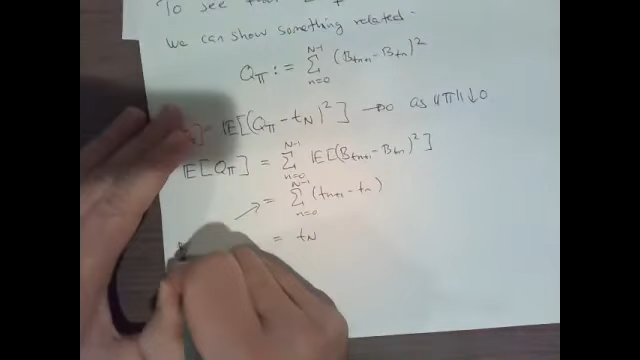 To see
we can show something related.
Q_Π := Σ_{n=0}^{N-1} (B_{t_{n+1}} - B_{t_n})²
] = 𝔼[(Q_Π - t_N)²] → 0 as ||Π|| ↓ 0
𝔼[Q_Π] = Σ_{n=0}^{N-1} 𝔼[(B_{t_{n+1}} - B_{t_n})²]
= Σ_{n=0}^{N-1} (t_{n+1} - t_n)
= t_N